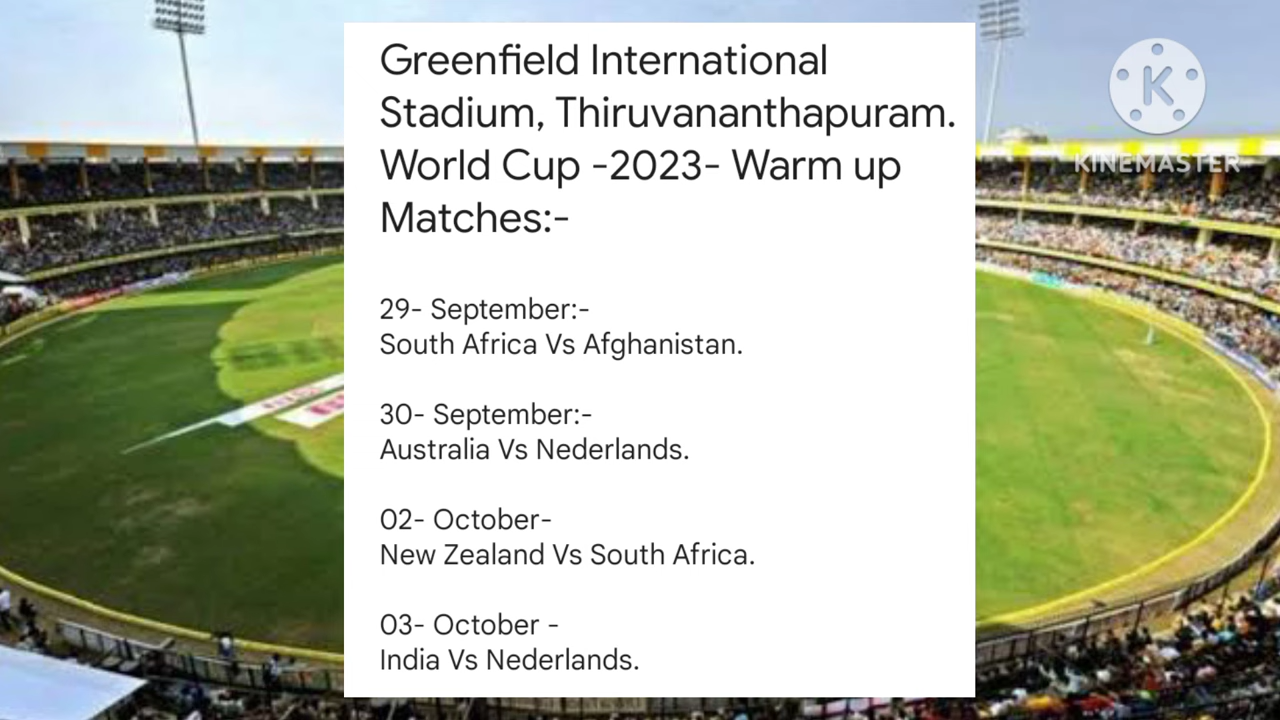 Greenfield International
Stadium, Thiruvananthapuram.
World Cup -2023- Warm up
Matches:-
29- September:-
South Africa Vs Afghanistan.
30- September:-
Australia Vs Nederlands.
02- October-
New Zealand Vs South Africa.
03- October -
India Vs Nederlands.
K
KINEMASTER